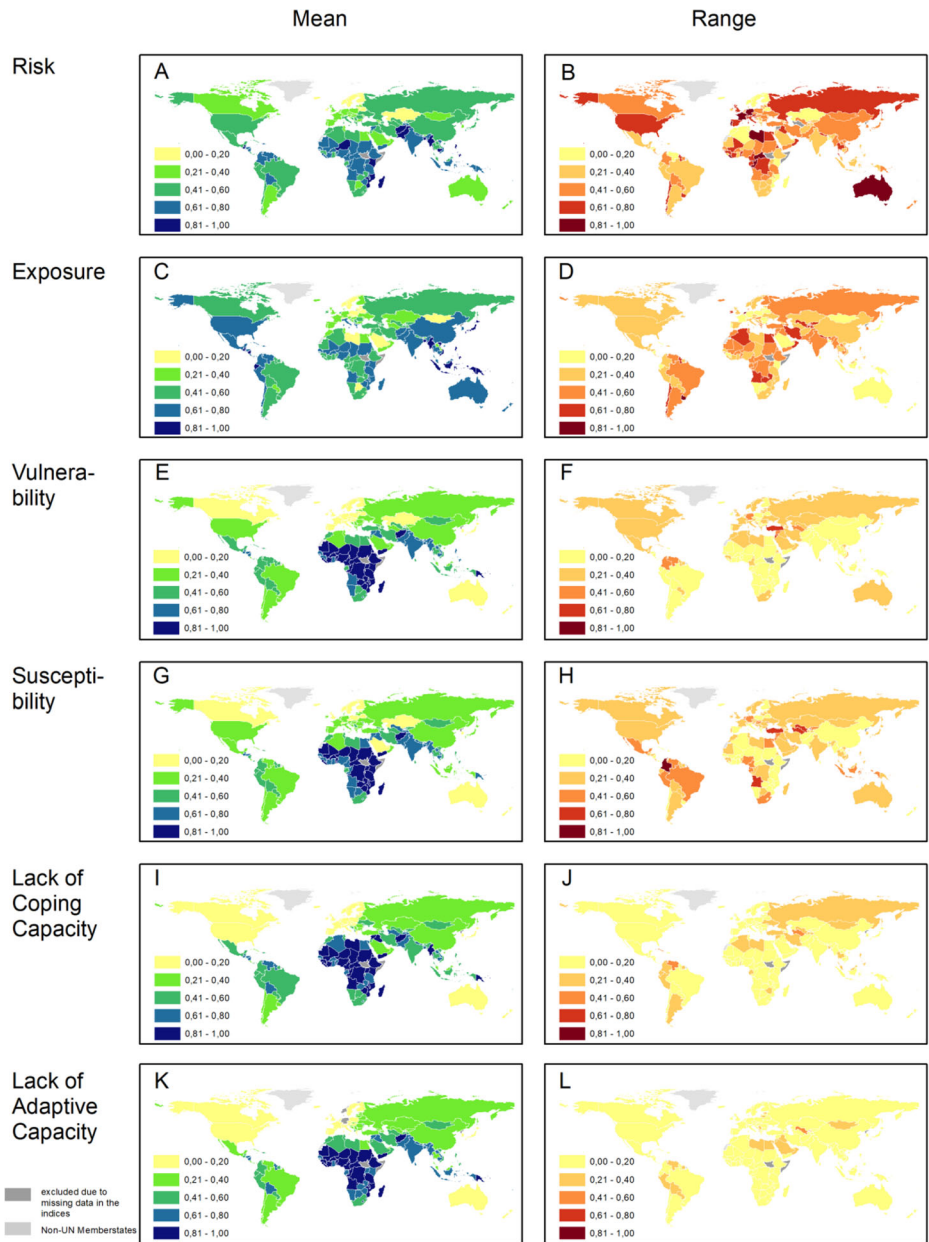 Mean
Range
Risk
A
0,00 - 0,20
0,21 - 0,40
0,41 - 0,60
0,61 - 0,80
0,81 - 1,00
B
0,00 - 0,20
0,21 - 0,40
0,41 - 0,60
0,61 - 0,80
0,81 - 1,00
Exposure
C
0,00 - 0,20
0,21 - 0,40
0,41 - 0,60
0,61 - 0,80
0,81 - 1,00
D
0,00 - 0,20
0,21 - 0,40
0,41 - 0,60
0,61 - 0,80
0,81 - 1,00
Vulnera-
bility
E
0,00 - 0,20
0,21 - 0,40
0,41 - 0,60
0,61 - 0,80
0,81 - 1,00
F
0,00 - 0,20
0,21 - 0,40
0,41 - 0,60
0,61 - 0,80
0,81 - 1,00
Suscepti-
bility
G
0,00 - 0,20
0,21 - 0,40
0,41 - 0,60
0,61 - 0,80
0,81 - 1,00
H
0,00 - 0,20
0,21 - 0,40
0,41 - 0,60
0,61 - 0,80
0,81 - 1,00
Lack of
Coping
Capacity
I
0,00 - 0,20
0,21 - 0,40
0,41 - 0,60
0,61 - 0,80
0,81 - 1,00
J
0,00 - 0,20
0,21 - 0,40
0,41 - 0,60
0,61 - 0,80
0,81 - 1,00
Lack of
Adaptive
Capacity
K
0,00 - 0,20
0,21 - 0,40
0,41 - 0,60
0,61 - 0,80
0,81 - 1,00
L
0,00 - 0,20
0,21 - 0,40
0,41 - 0,60
0,61 - 0,80
0,81 - 1,00
excluded due to
missing data in the
indices
Non-UN Memberstates